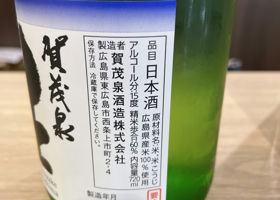 品目 日本酒
原材料名/米・米こうじ
広島県産米100%使用
アルコール分15度 精米歩合60% 内容量720ml
製造者 賀茂泉酒造株式会社
広島県東広島市西条上市町2-4
保存方法 冷蔵庫で保存してください。
製造年月
賀茂泉